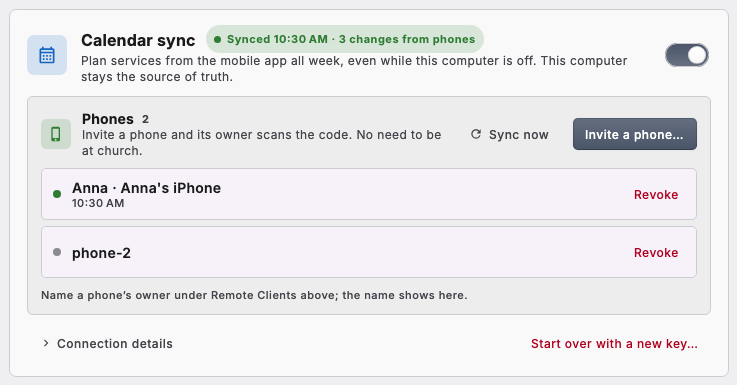 Calendar sync
Synced 10:30 AM · 3 changes from phones
Plan services from the mobile app all week, even while this computer is off. This computer
stays the source of truth.
Phones 2
Invite a phone and its owner scans the code. No need to be
at church.
Sync now
Invite a phone...
Anna · Anna's iPhone
10:30 AM
Revoke
phone-2
Revoke
Name a phone’s owner under Remote Clients above; the name shows here.
Connection details
Start over with a new key...